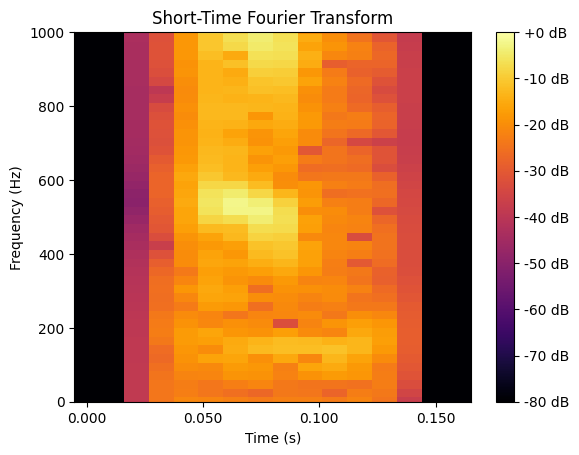 Short-Time Fourier Transform
1000
800
600
400
200
0
Frequency (Hz)
0.000
0.050
0.100
0.150
Time (s)
+0 dB
-10 dB
-20 dB
-30 dB
-40 dB
-50 dB
-60 dB
-70 dB
-80 dB